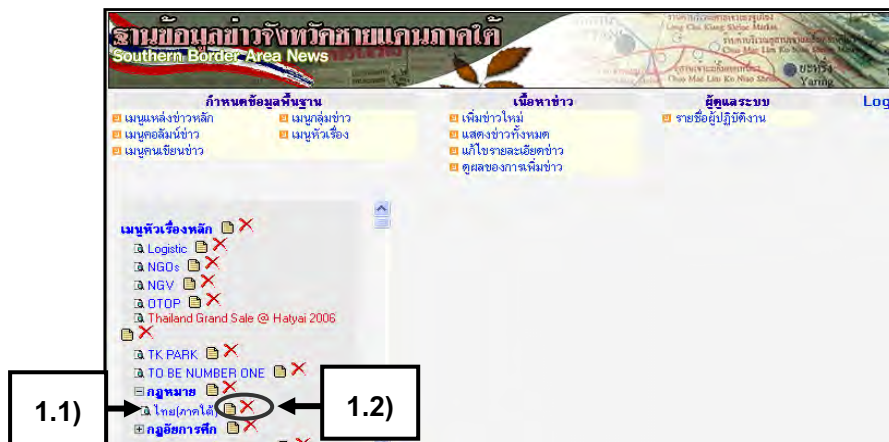 ฐานข้อมูลข่าวจังหวัดชายแดนภาคใต้
Southern Border Area News
Long Chu Kiang Shrine
ปะนาเระ
Yaring
กำหนดข้อมูลพื้นฐาน
เมนูแหล่งข่าวหลัก
เมนูกลุ่มข่าว
เมนูคอลัมน์ข่าว
เมนูหัวเรื่อง
เมนูคนเขียนข่าว
เนื้อหาข่าว
เพิ่มข่าวใหม่
แสดงข่าวทั้งหมด
แก้ไขรายละเอียดข่าว
ดูผลของการเพิ่มข่าว
ผู้ดูแลระบบ
รายชื่อผู้ปฏิบัติงาน
Log
เมนูหัวเรื่องหลัก
Logistic
NGOs
NGV
OTOP
Thailand Grand Sale @ Hatyai 2006
TK PARK
TO BE NUMBER ONE
กฎหมาย
1.1)
ไทย(ภาคใต้)
1.2)
กฎอัยการศึก